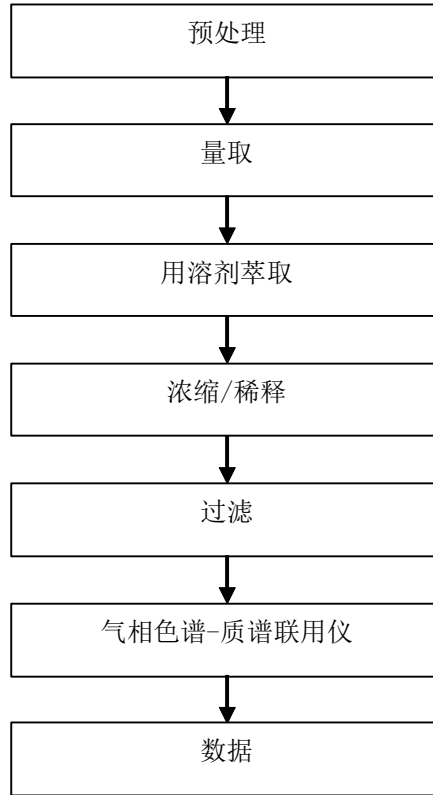 预处理
量取
用溶剂萃取
浓缩/稀释
过滤
气相色谱-质谱联用仪
数据